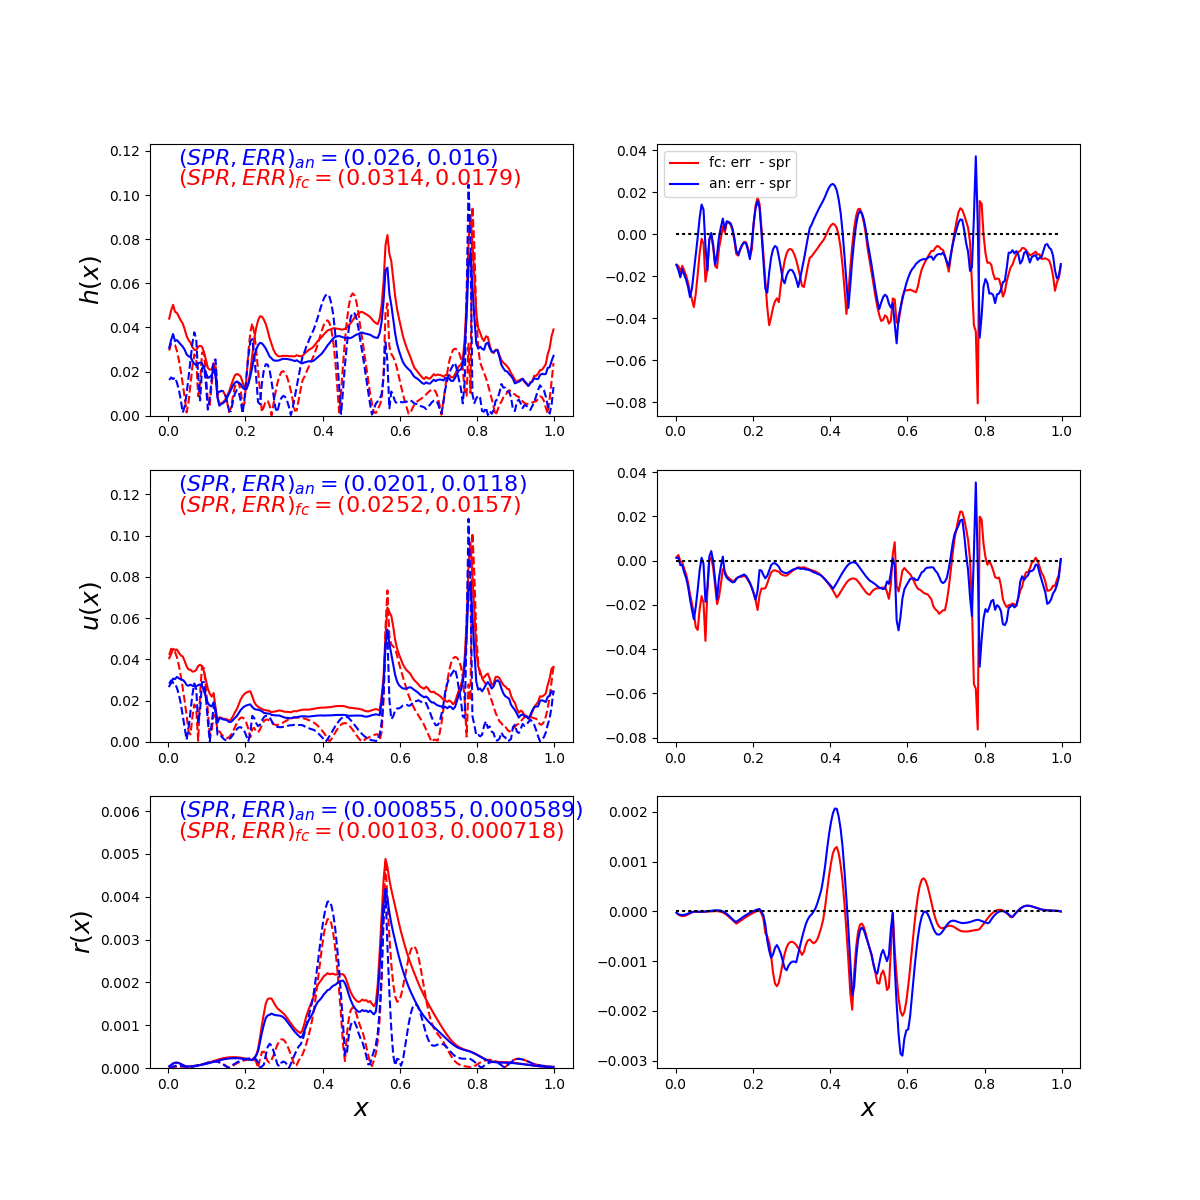 h(x)
0.12
0.10
0.08
0.06
0.04
0.02
0.00
(SPR, ERR)an = (0.026, 0.016)
(SPR, ERR)fc = (0.0314, 0.0179)
0.0 0.2 0.4 0.6 0.8 1.0
0.04
0.02
0.00
−0.02
−0.04
−0.06
−0.08
fc: err - spr
an: err - spr
0.0 0.2 0.4 0.6 0.8 1.0
u(x)
0.12
0.10
0.08
0.06
0.04
0.02
0.00
(SPR, ERR)an = (0.0201, 0.0118)
(SPR, ERR)fc = (0.0252, 0.0157)
0.0 0.2 0.4 0.6 0.8 1.0
0.04
0.02
0.00
−0.02
−0.04
−0.06
−0.08
0.0 0.2 0.4 0.6 0.8 1.0
r(x)
0.006
0.005
0.004
0.003
0.002
0.001
0.000
(SPR, ERR)an = (0.000855, 0.000589)
(SPR, ERR)fc = (0.00103, 0.000718)
0.0 0.2 0.4 0.6 0.8 1.0
x
0.002
0.001
0.000
−0.001
−0.002
−0.003
0.0 0.2 0.4 0.6 0.8 1.0
x